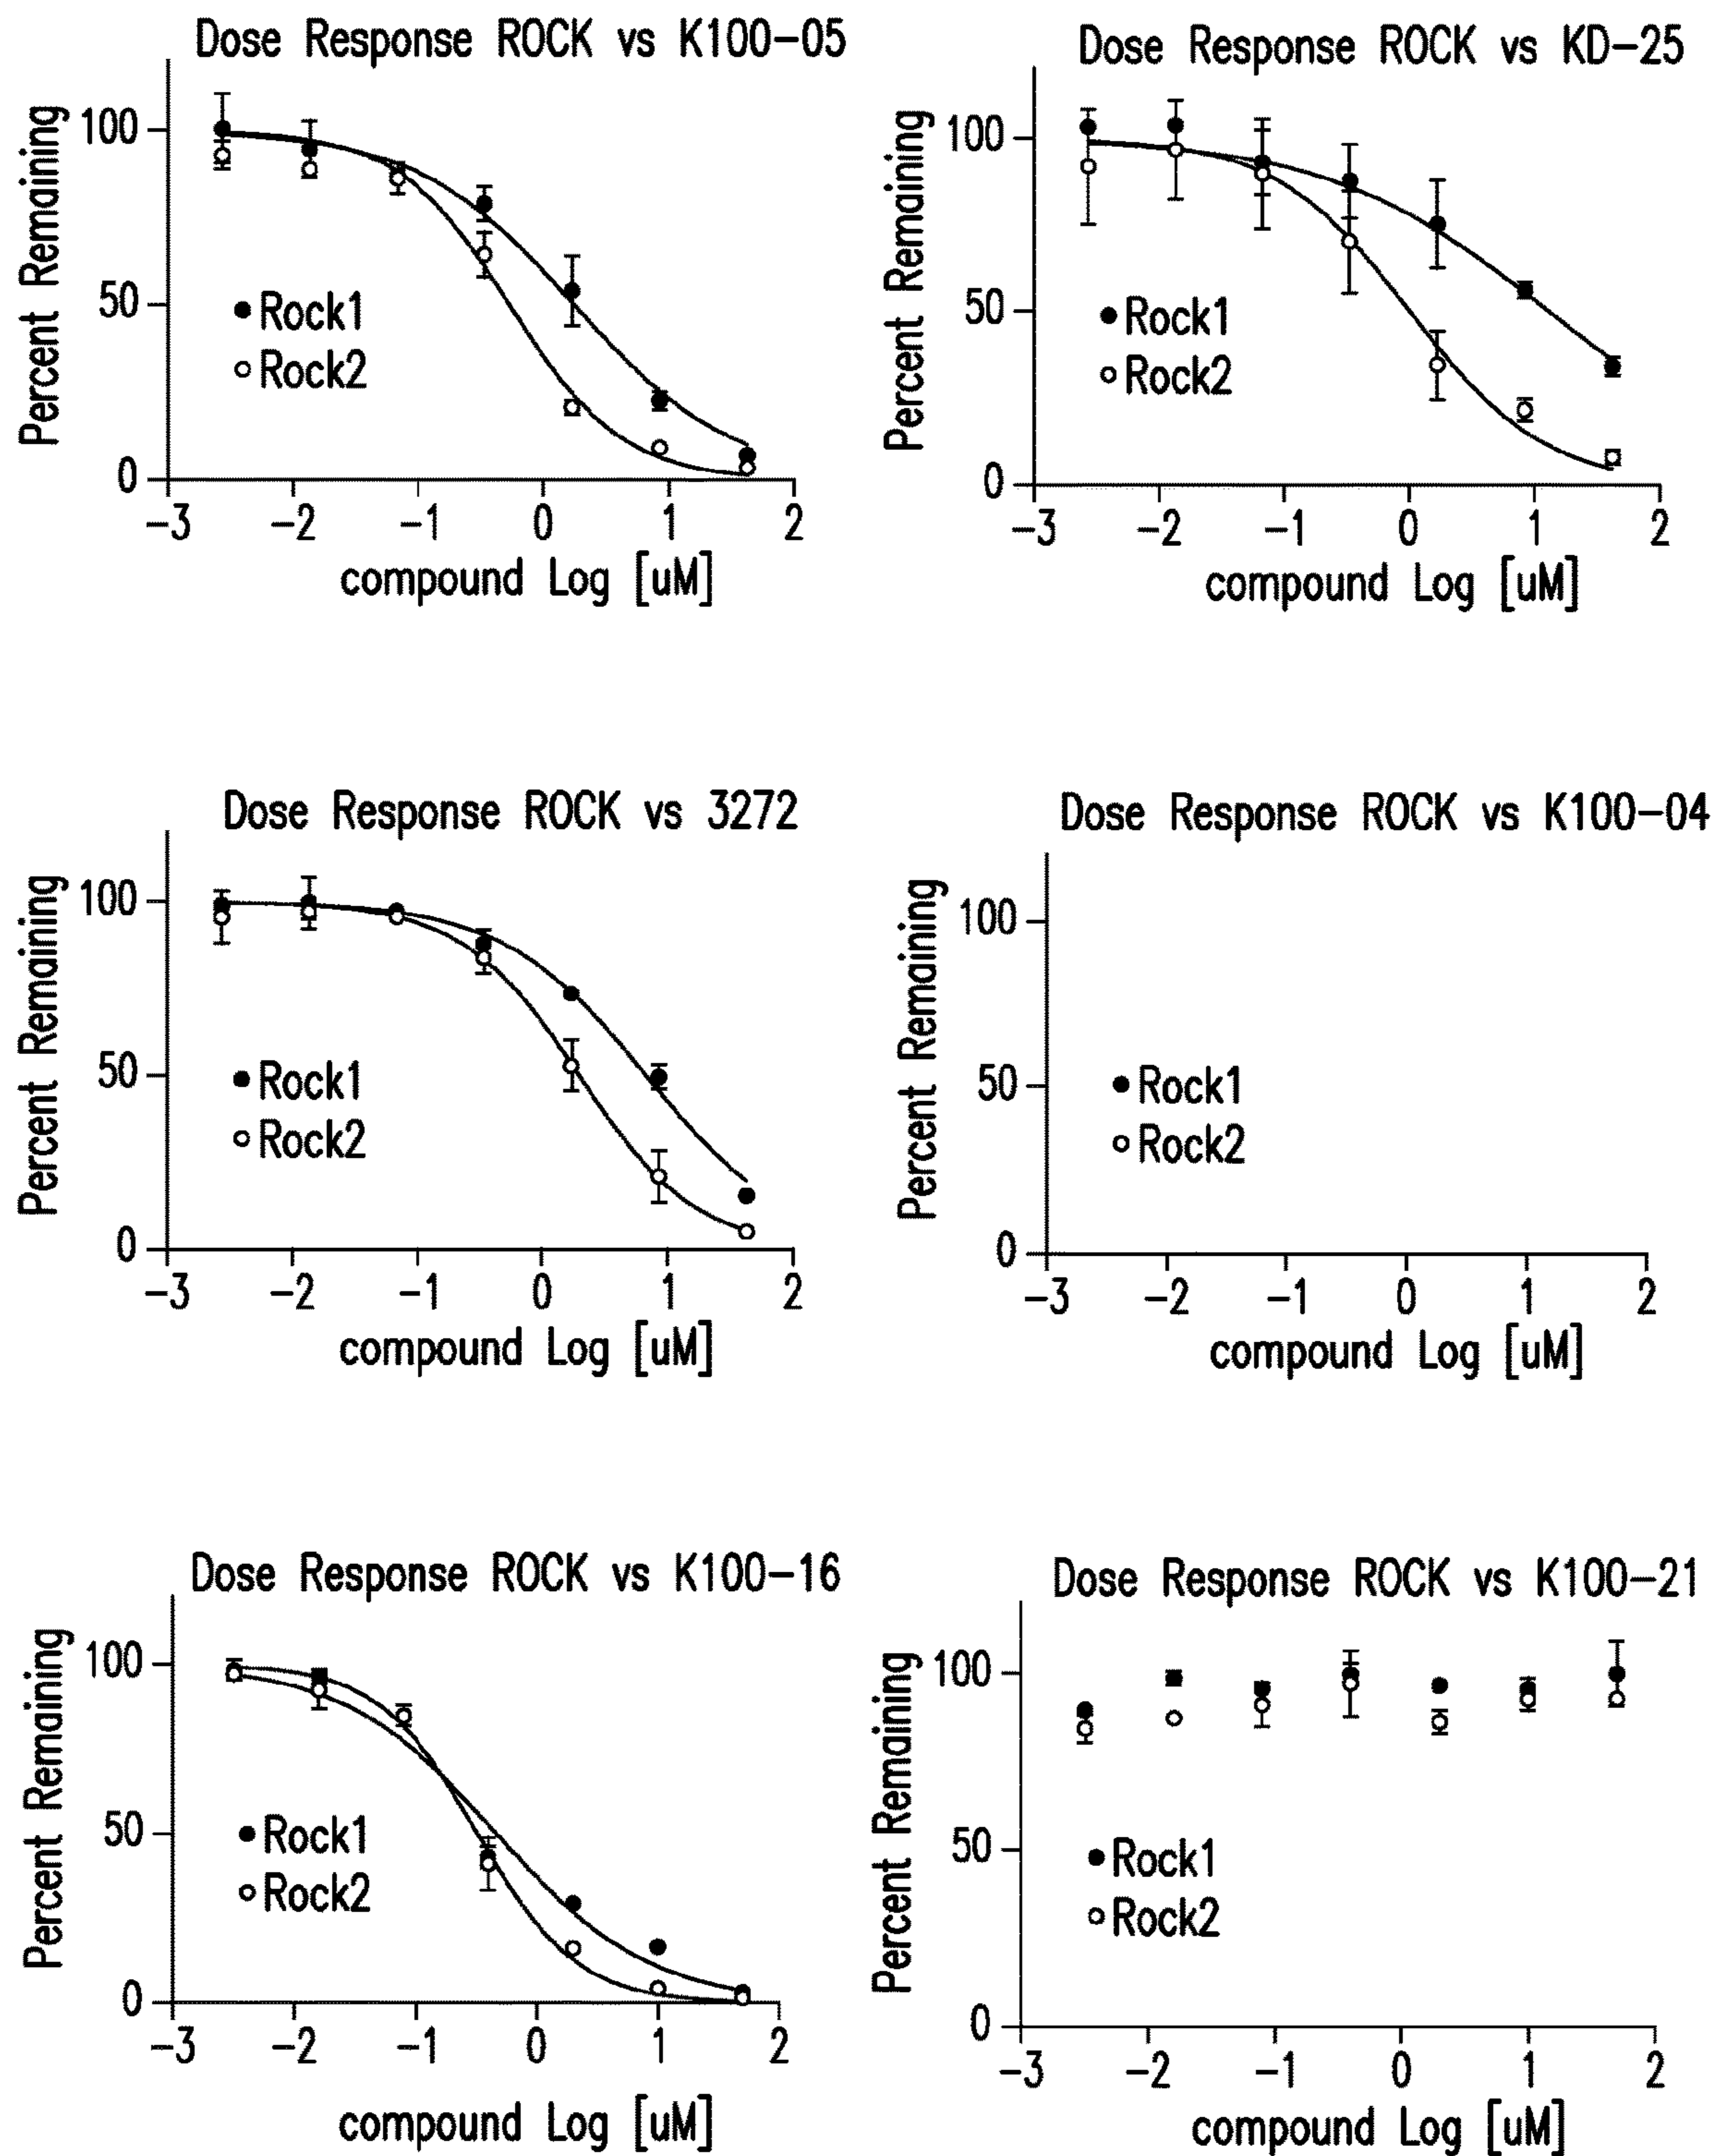 Dose Response ROCK vs K100-05
Percent Remaining
100
50
0
Rock1
Rock2
-3 -2 -1 0 1 2
compound Log [uM]
Dose Response ROCK vs KD-25
Percent Remaining
100
50
0
Rock1
Rock2
-3 -2 -1 0 1 2
compound Log [uM]
Dose Response ROCK vs 3272
Percent Remaining
100
50
0
Rock1
Rock2
-3 -2 -1 0 1 2
compound Log [uM]
Dose Response ROCK vs K100-04
Percent Remaining
100
50
0
Rock1
Rock2
-3 -2 -1 0 1 2
compound Log [uM]
Dose Response ROCK vs K100-16
Percent Remaining
100
50
0
Rock1
Rock2
-3 -2 -1 0 1 2
compound Log [uM]
Dose Response ROCK vs K100-21
Percent Remaining
100
50
0
Rock1
Rock2
-3 -2 -1 0 1 2
compound Log [uM]